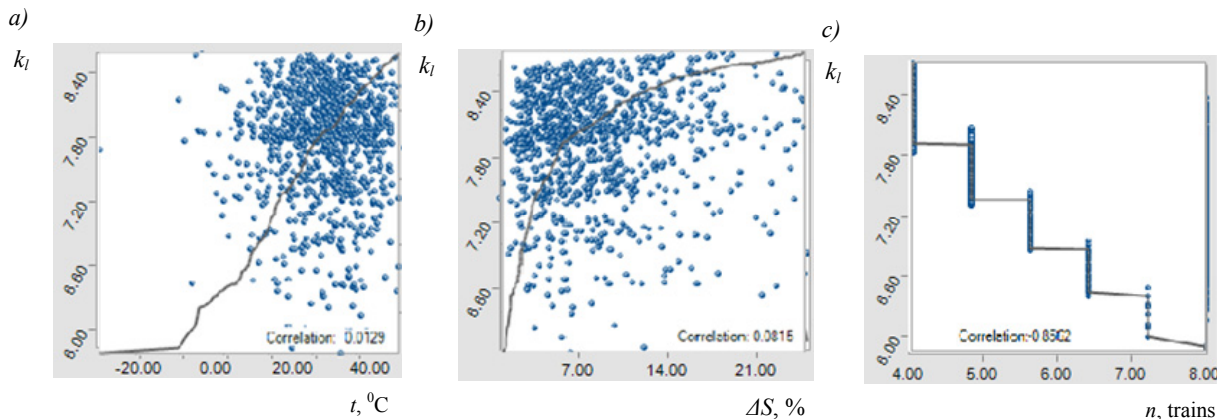 a)
k_l
8.40
7.80
7.20
6.60
6.00
Correlation: 0.0129
-20.00 0.00 20.00 40.00
t, ⁰C
b)
k_l
8.40
7.80
7.20
6.60
Correlation: 0.0815
7.00 14.00 21.00
ΔS, %
c)
k_l
8.40
7.80
7.20
6.60
6.00
Correlation:-0.8502
4.00 5.00 6.00 7.00 8.00
n, trains